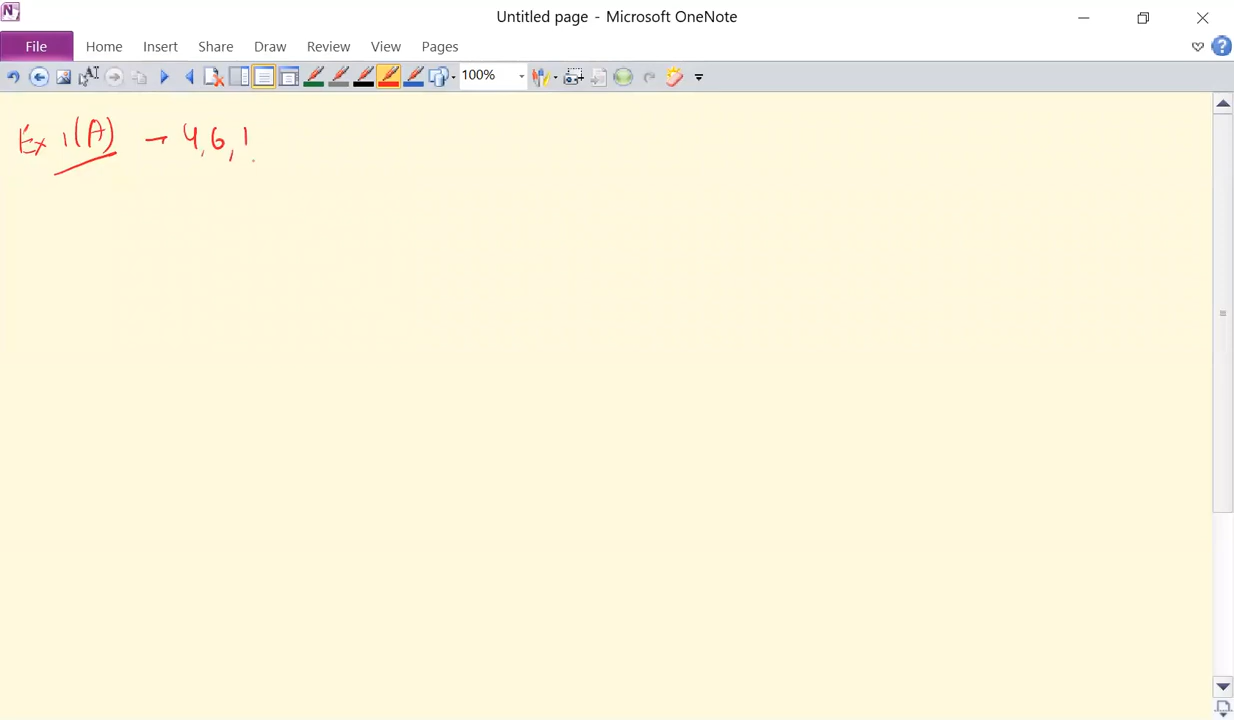 Untitled page - Microsoft OneNote
File Home Insert Share Draw Review View Pages
100%
Ex 1(A) → 4, 6, 1